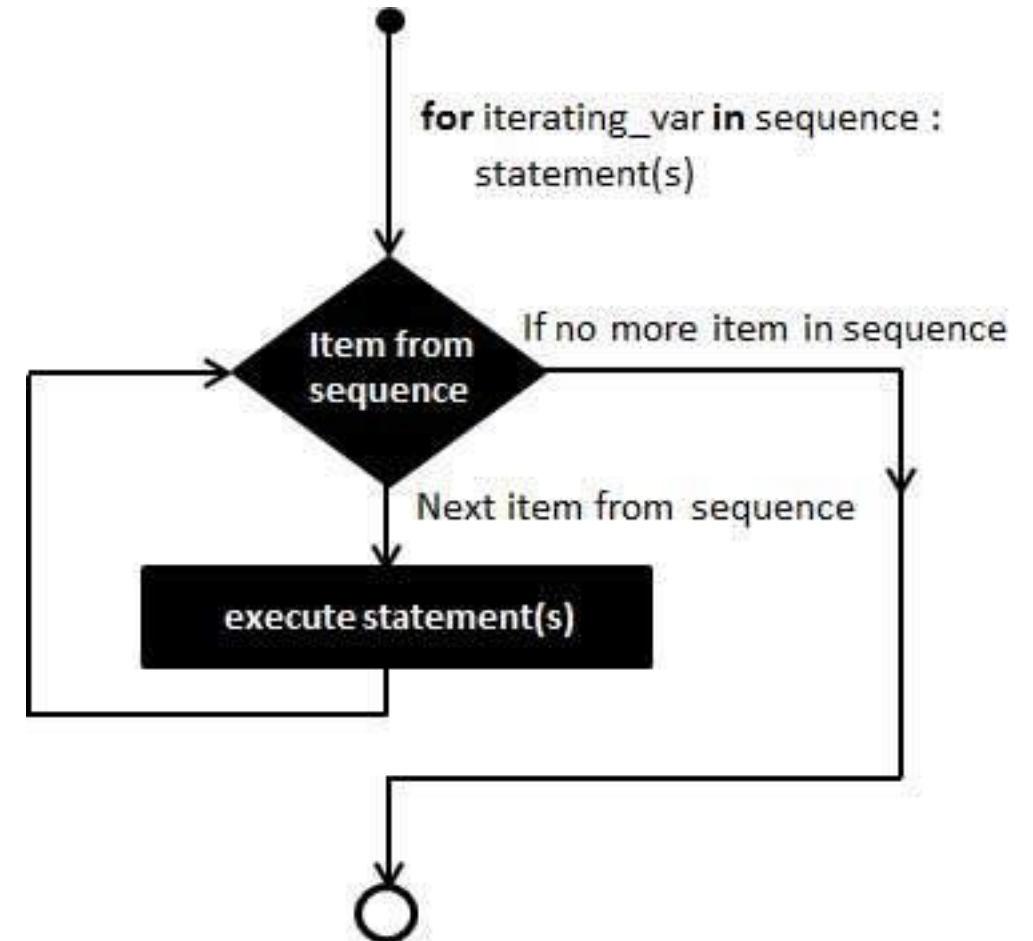 for iterating_var in sequence :
statement(s)
If no more item in sequence
Item from
sequence
Next item from sequence
execute statement(s)